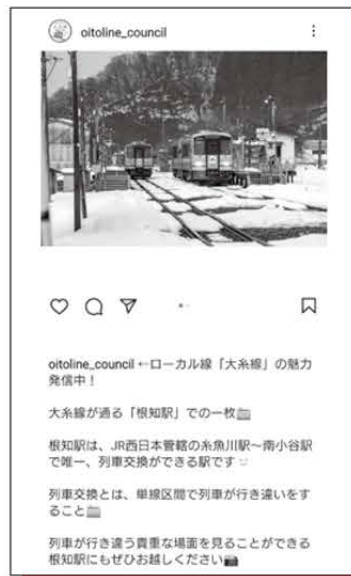 oitoline_council
oitoline_council ←ローカル線「大糸線」の魅力
発信中！
大糸線が通る「根知駅」での一枚
根知駅は、JR西日本管轄の糸魚川駅～南小谷駅
で唯一、列車交換ができる駅です
列車交換とは、単線区間で列車が行き違いをす
ること
列車が行き違う貴重な場面を見ることができる
根知駅にもぜひお越しください